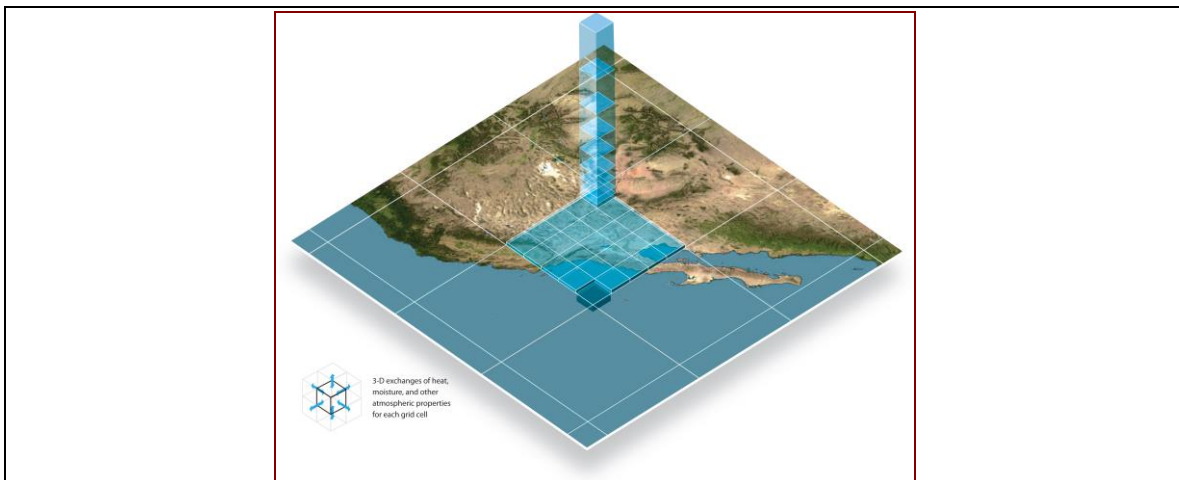 3-D exchanges of heat,
moisture, and other
atmospheric properties
for each grid cell